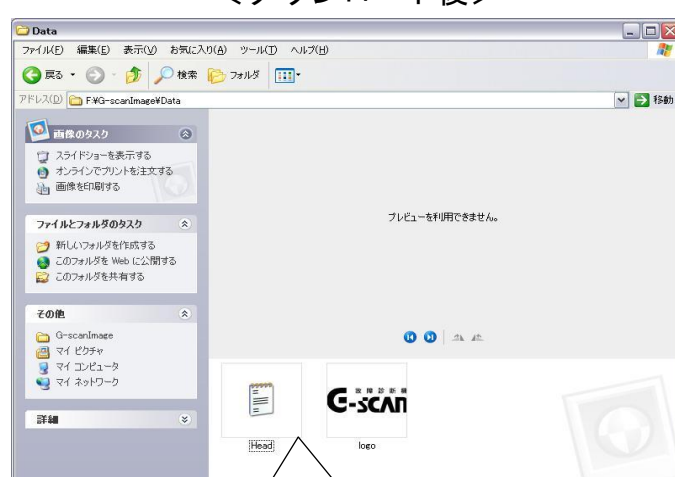 Data
ファイル(F) 編集(E) 表示(V) お気に入り(A) ツール(T) ヘルプ(H)
戻る 検索 フォルダ
アドレス(D) F:¥G-scanImage¥Data 移動
画像のタスク
スライドショーを表示する
オンラインでプリントを注文する
画像を印刷する
プレビューを利用できません。
ファイルとフォルダのタスク
新しいフォルダを作成する
このフォルダを Web に公開する
このフォルダを共有する
その他
G-scanImage
マイ ピクチャ
マイ コンピュータ
マイ ネットワーク
詳細
故障診断機
G-SCAN
Head logo